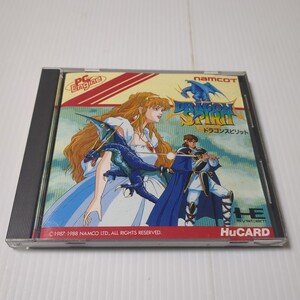 PC Engine
namcoT
DRAGON
SPIRIT
ドラゴンスピリット
© 1987 1988 NAMCO LTD., ALL RIGHTS RESERVED.
HE
HuCARD